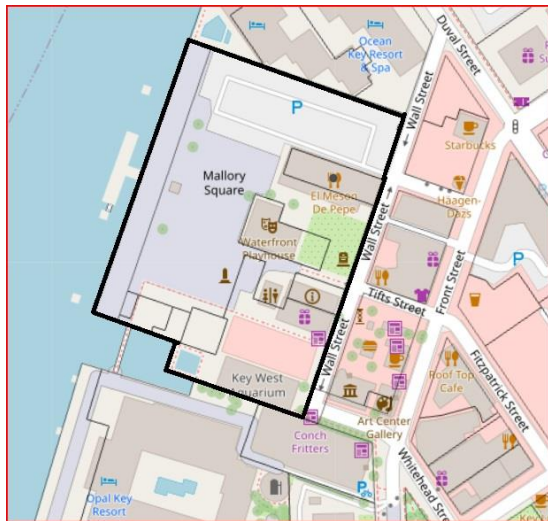 Ocean
Key Resort
& Spa
Duval Street
Su
P
Wall Street
Starbucks
Mallory
Square
El Meson
De Pepe
Haagen-
Dazs
Waterfront
Playhouse
Wall Street
P
Front Street
Tifts Street
Wall Street
Fitzpatrick Street
Roof Top
Cafe
Key West
Aquarium
Art Center
Gallery
Conch
Fritters
Whitehead Str
Opal Key
Resort
P